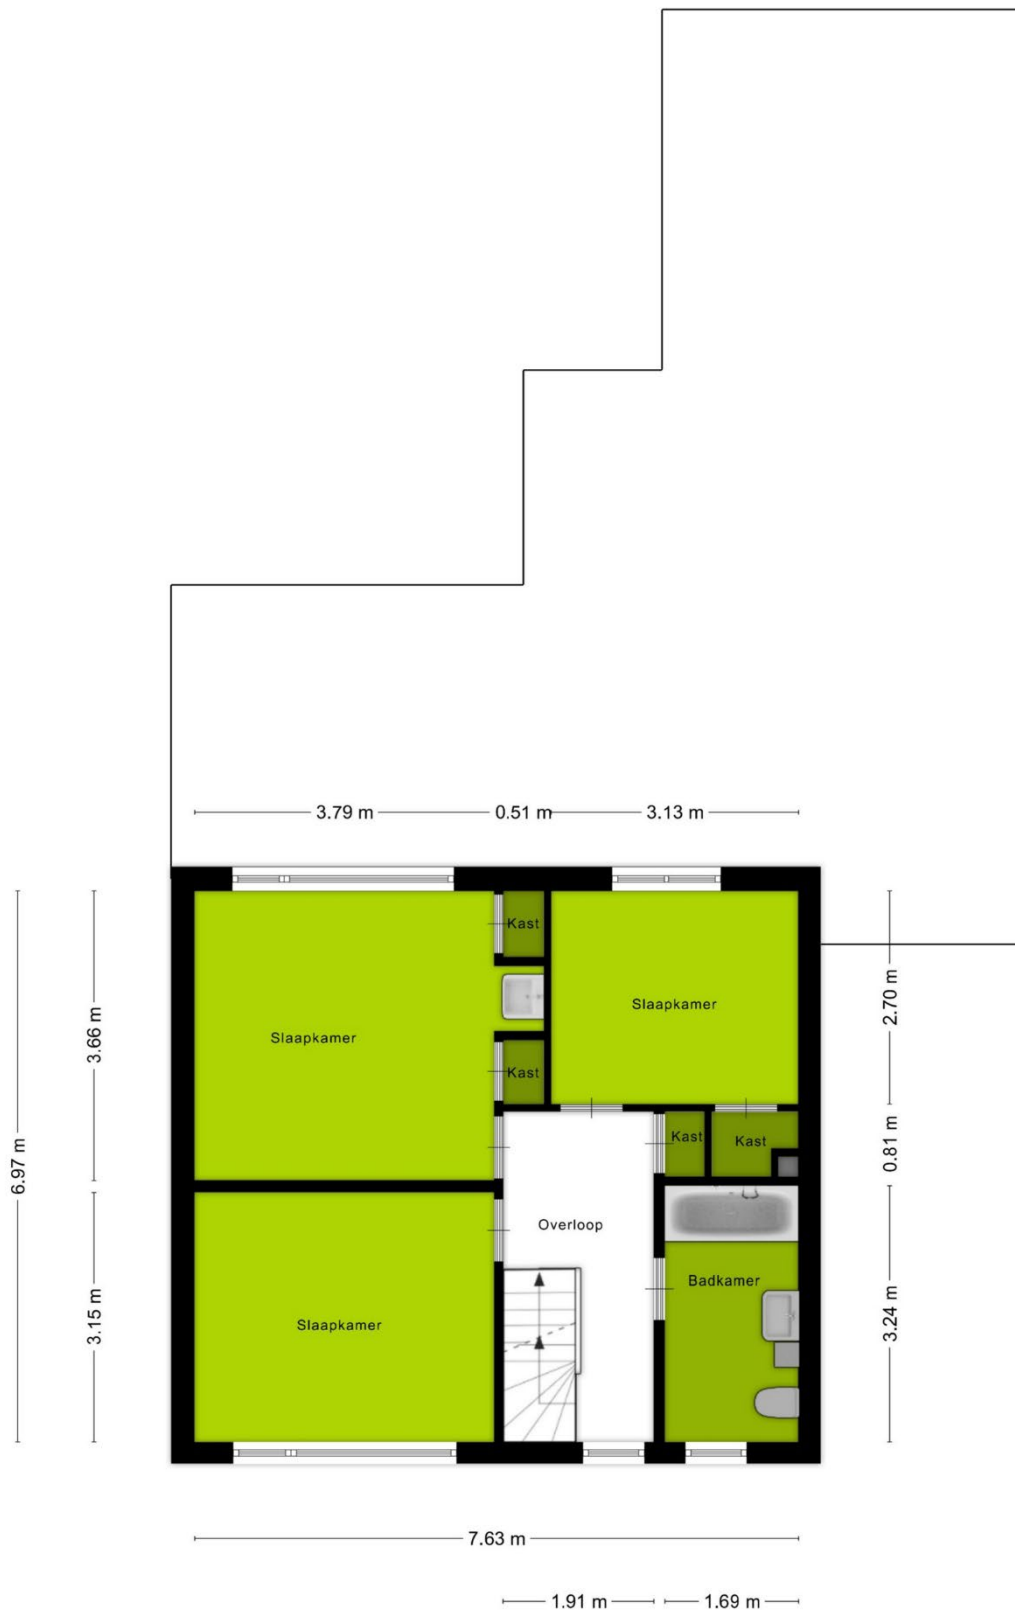 3.79 m
0.51 m
3.13 m
Kast
Slaapkamer
2.70 m
3.66 m
Slaapkamer
Kast
Kast
Kast
0.81 m
6.97 m
Overloop
Badkamer
3.15 m
Slaapkamer
3.24 m
7.63 m
1.91 m
1.69 m